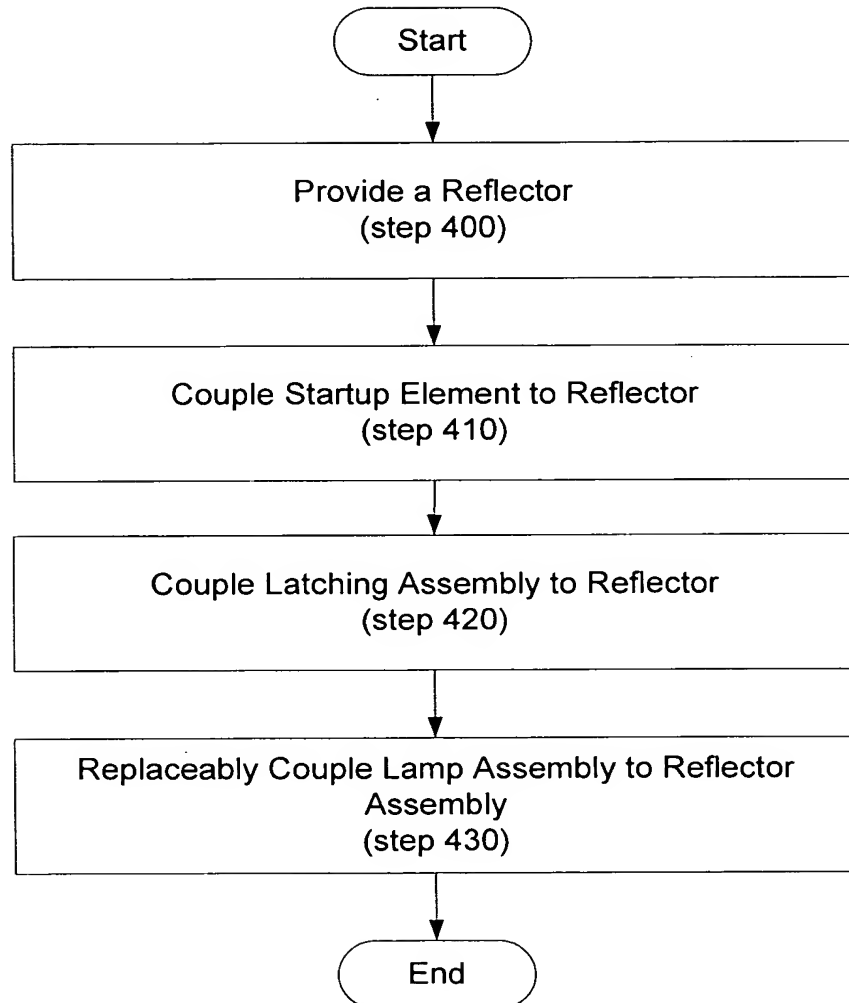 Start
Provide a Reflector
(step 400)
Couple Startup Element to Reflector
(step 410)
Couple Latching Assembly to Reflector
(step 420)
Replaceably Couple Lamp Assembly to Reflector
Assembly
(step 430)
End